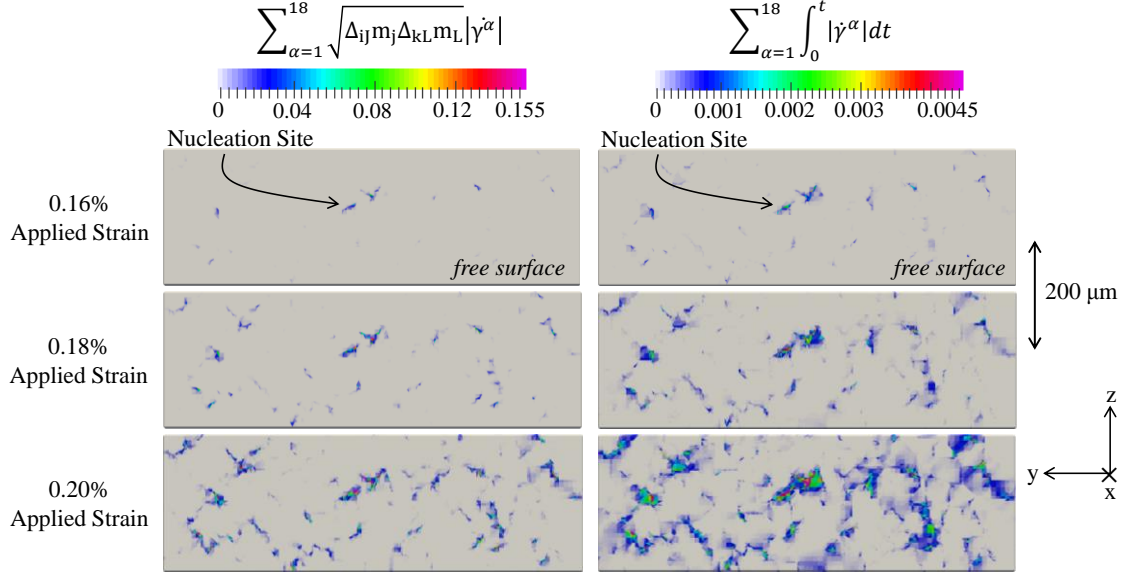 ∑_{α=1}^{18} √(Δ_{iJ}m_jΔ_{kL}m_L)|γ̇^α|
∑_{α=1}^{18} ∫_0^t |γ̇^α|dt
0 0.04 0.08 0.12 0.155
0 0.001 0.002 0.003 0.0045
Nucleation Site
Nucleation Site
0.16%
Applied Strain
free surface
free surface
200 μm
0.18%
Applied Strain
z
y
x
0.20%
Applied Strain